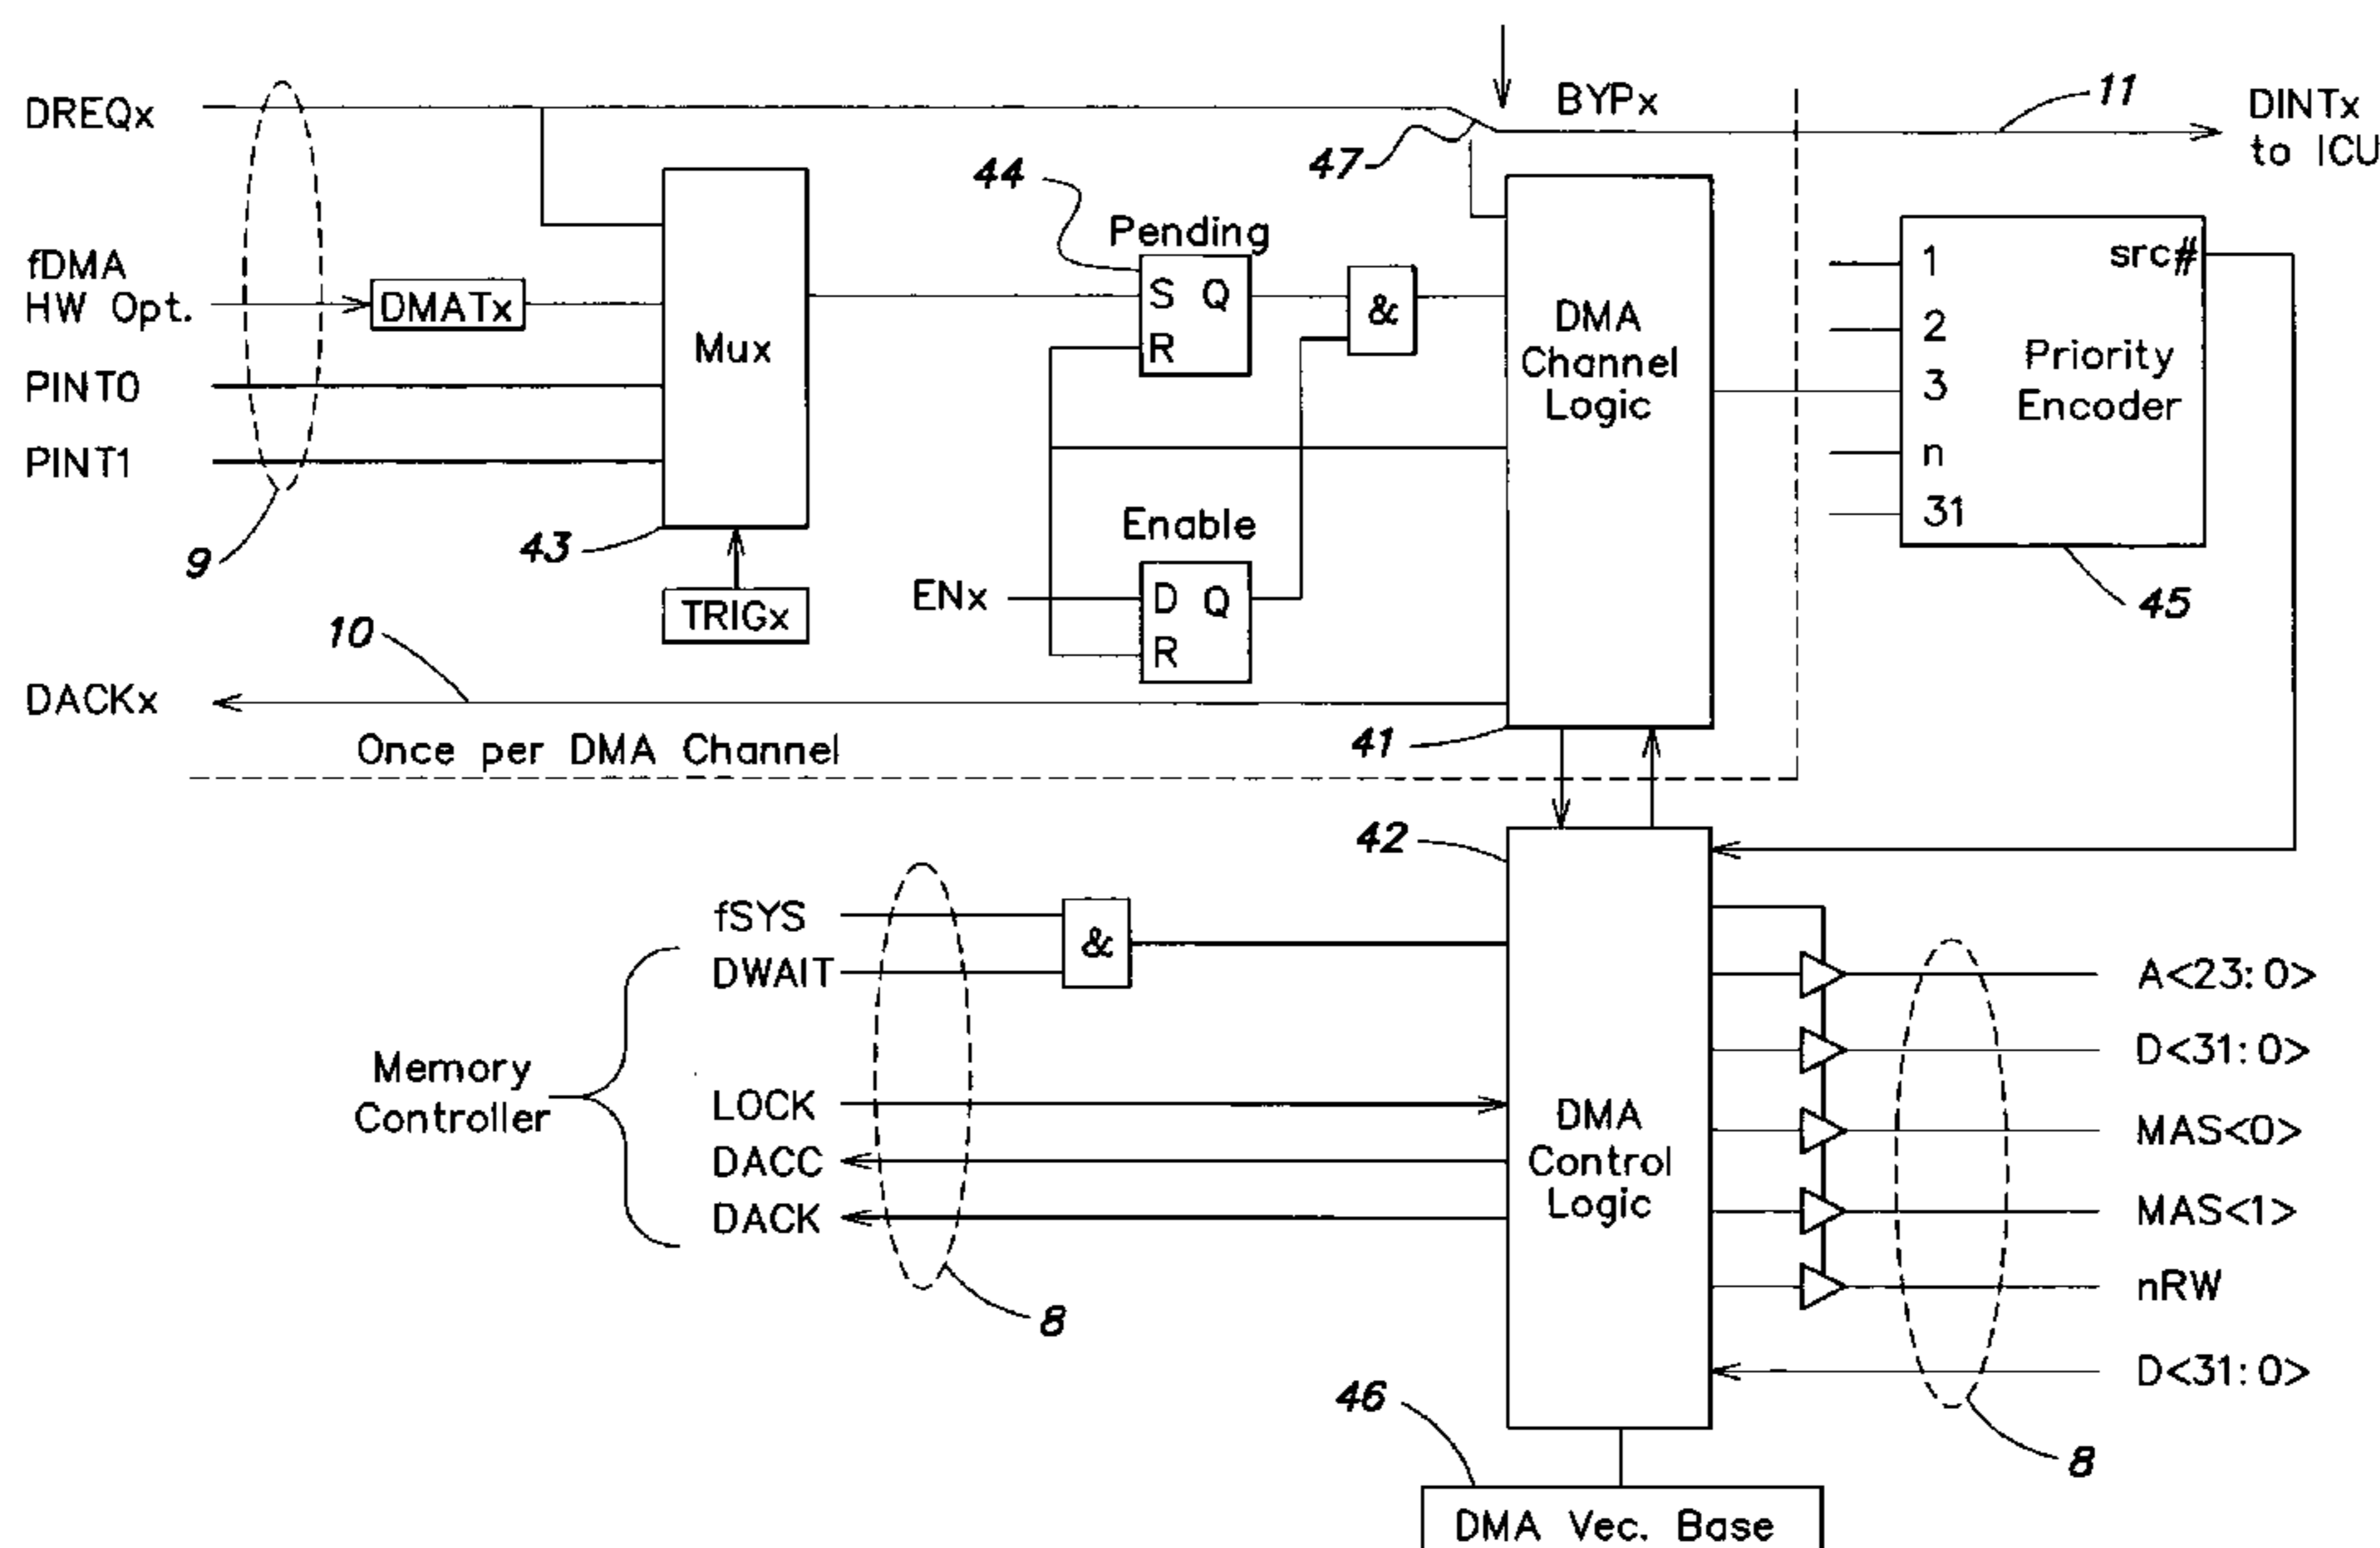 DREQx
BYPx
11
DINTx
to ICU
47
44
Pending
fDMA
HW Opt.
DMATx
S Q
R
&
Mux
DMA
Channel
Logic
1
src#
2
Priority
3
Encoder
n
31
PINT0
PINT1
9
43
Enable
ENx
D Q
R
TRIGx
45
10
DACKx
41
Once per DMA Channel
42
fSYS
DWAIT
&
Memory
Controller
LOCK
DACC
DACK
DMA
Control
Logic
A<23:0>
D<31:0>
MAS<0>
MAS<1>
nRW
D<31:0>
8
8
46
DMA Vec. Base